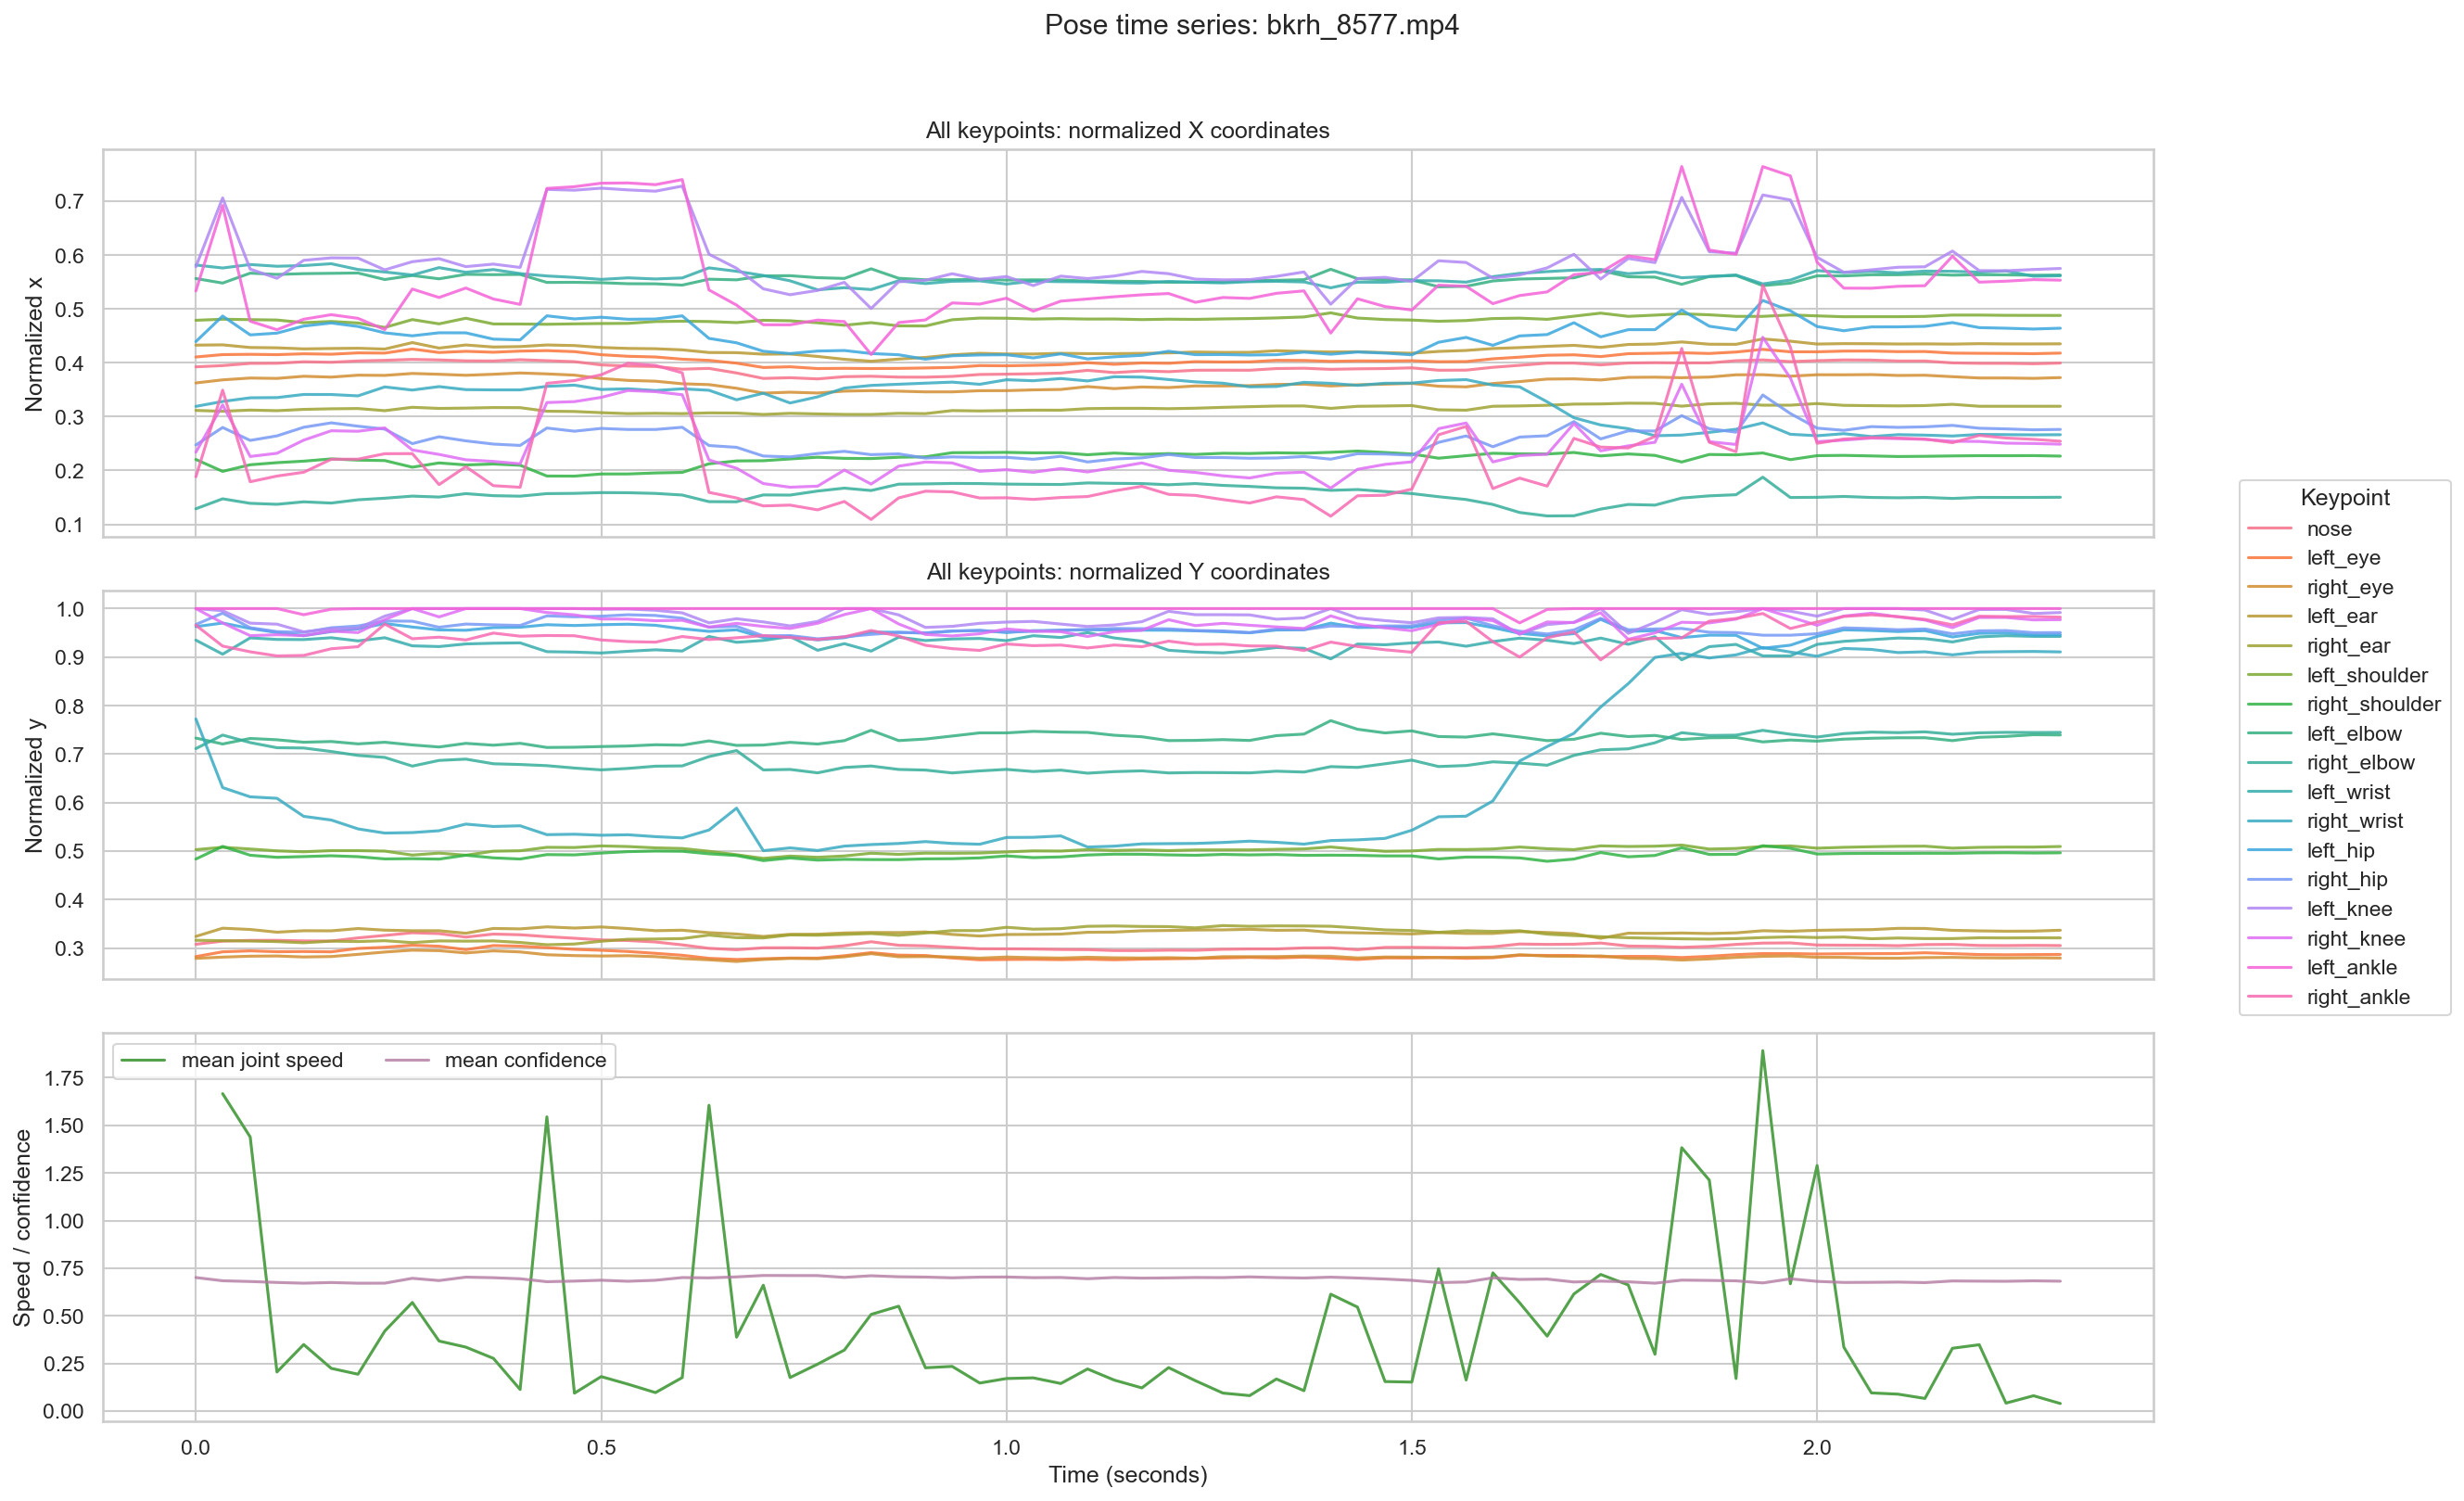 Pose time series: bkrh_8577.mp4
All keypoints: normalized X coordinates
Normalized x
0.7
0.6
0.5
0.4
0.3
0.2
0.1
All keypoints: normalized Y coordinates
Normalized y
1.0
0.9
0.8
0.7
0.6
0.5
0.4
0.3
Keypoint
nose
left_eye
right_eye
left_ear
right_ear
left_shoulder
right_shoulder
left_elbow
right_elbow
left_wrist
right_wrist
left_hip
right_hip
left_knee
right_knee
left_ankle
right_ankle
mean joint speed mean confidence
Speed / confidence
1.75
1.50
1.25
1.00
0.75
0.50
0.25
0.00
0.0 0.5 1.0 1.5 2.0
Time (seconds)